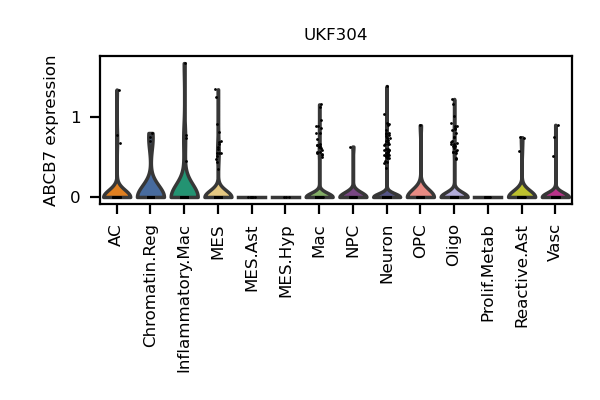 UKF304
ABCB7 expression
1
0
AC
Chromatin.Reg
Inflammatory.Mac
MES
MES.Ast
MES.Hyp
Mac
NPC
Neuron
OPC
Oligo
Prolif.Metab
Reactive.Ast
Vasc